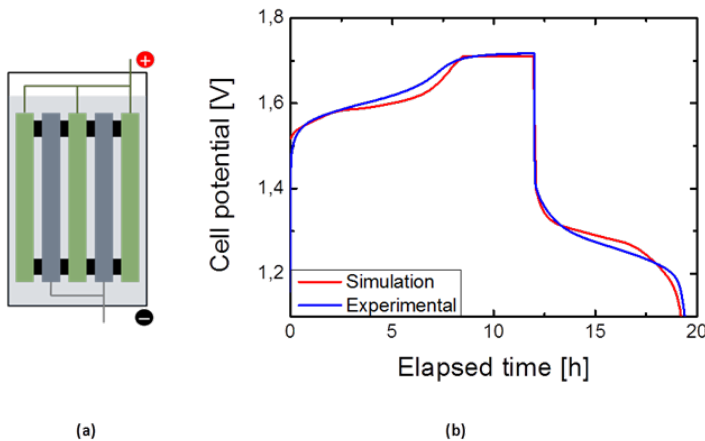 +
−
Cell potential [V]
1,8
1,6
1,4
1,2
Simulation
Experimental
0 5 10 15 20
Elapsed time [h]
(a) (b)